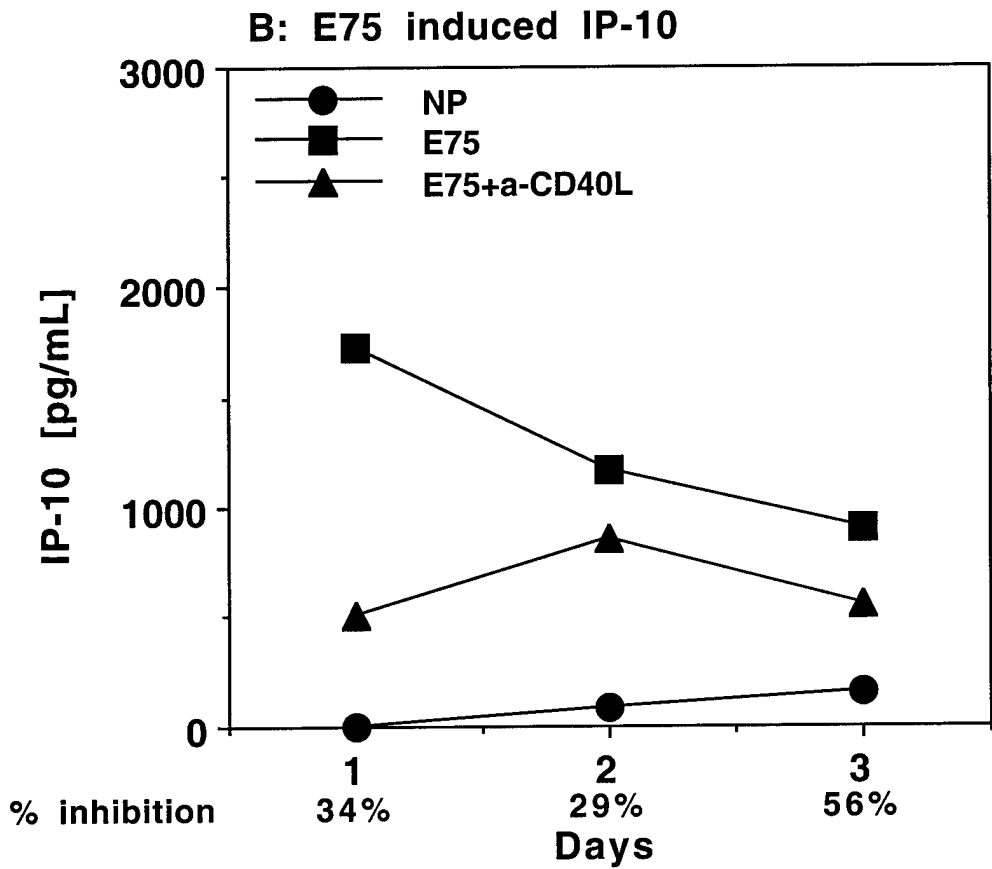 B: E75 induced IP-10
3000
NP
E75
E75+a-CD40L
2000
IP-10 [pg/mL]
1000
0
1 2 3
% inhibition 34% 29% 56%
Days